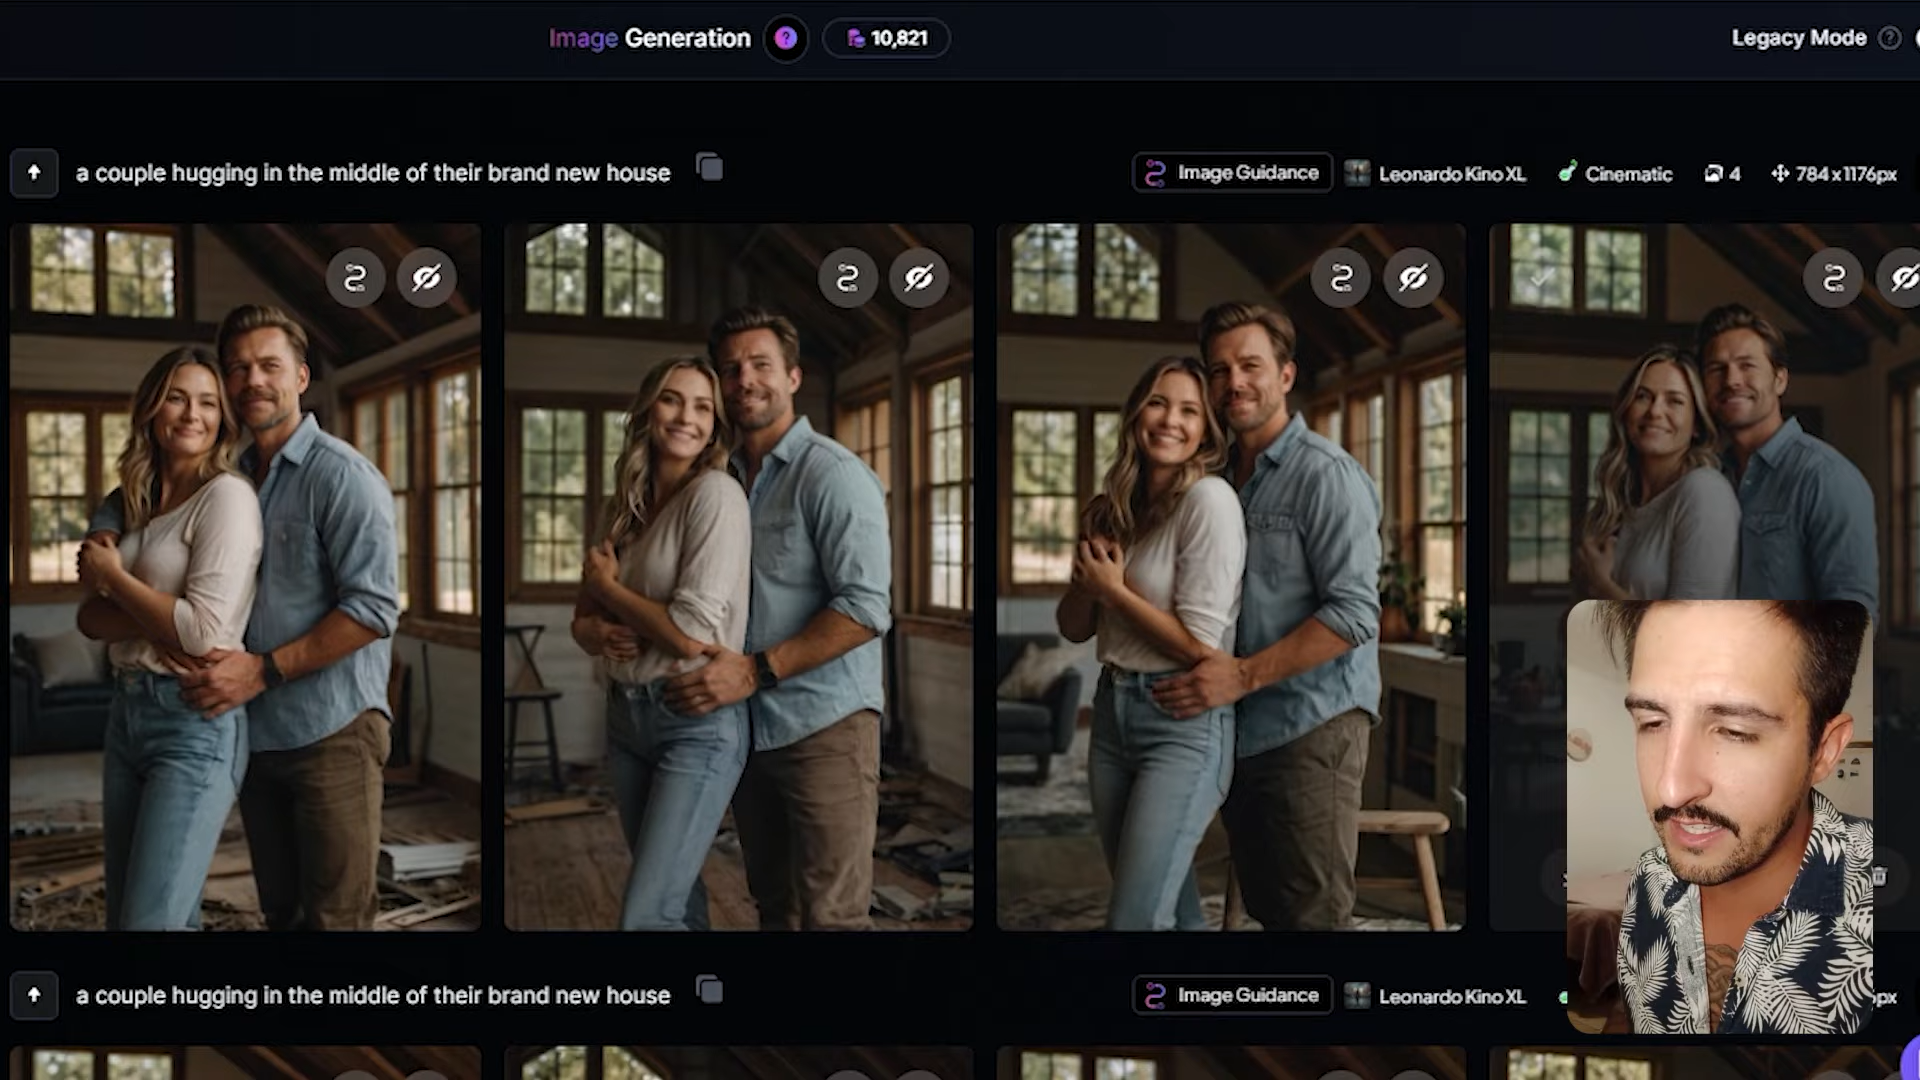 Image Generation ? 10,821 Legacy Mode ?
a couple hugging in the middle of their brand new house Image Guidance Leonardo Kino XL Cinematic 4 784x1176px
a couple hugging in the middle of their brand new house Image Guidance Leonardo Kino XL px